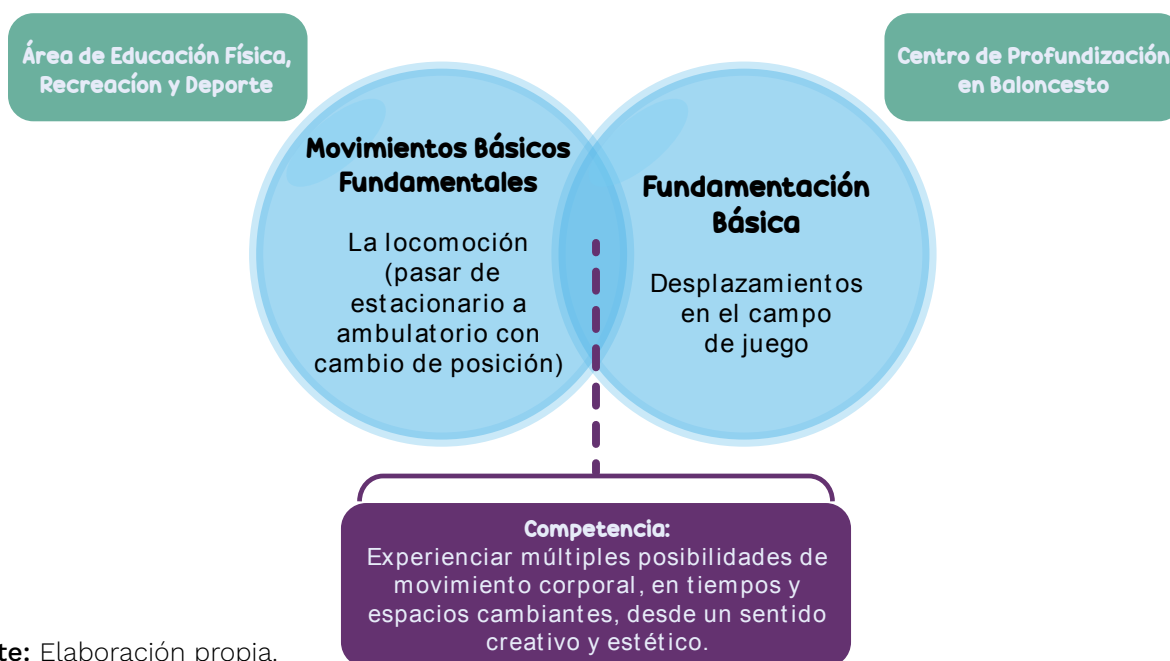 Área de Educación Física,
Recreacíon y Deporte
Centro de Profundización
en Baloncesto
Movimientos Básicos
Fundamentales
La locomoción
(pasar de
estacionario a
ambulatorio con
cambio de posición)
Fundamentación
Básica
Desplazamientos
en el campo
de juego
Competencia:
Experienciar múltiples posibilidades de
movimiento corporal, en tiempos y
espacios cambiantes, desde un sentido
creativo y estético.
te: Elaboración propia.